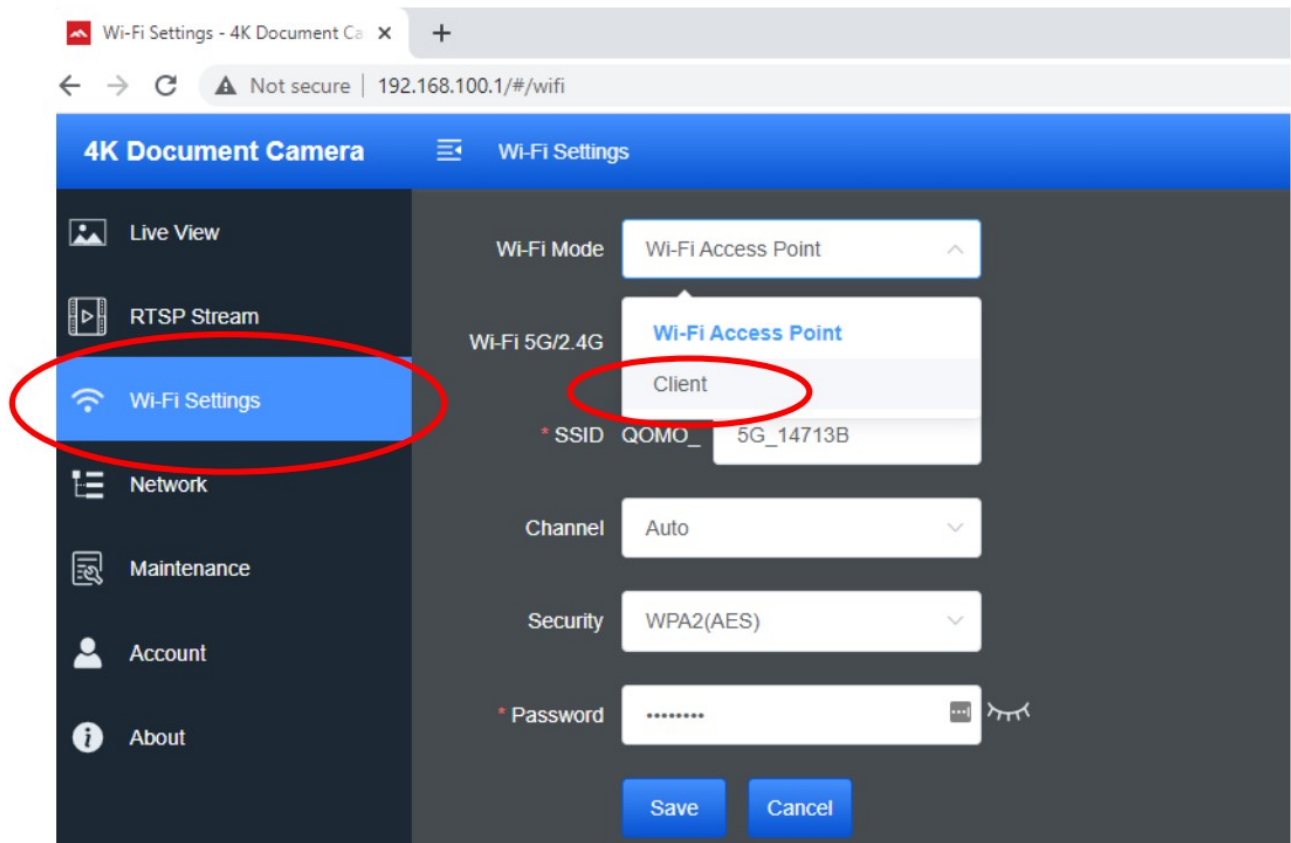 Wi-Fi Settings - 4K Document Ca
Not secure | 192.168.100.1/#/wifi
4K Document Camera
Wi-Fi Settings
Live View
RTSP Stream
Wi-Fi Settings
Network
Maintenance
Account
About
Wi-Fi Mode Wi-Fi Access Point
Wi-Fi Access Point
Wi-Fi 5G/2.4G
Client
* SSID QOMO_ 5G_14713B
Channel Auto
Security WPA2(AES)
* Password ········
Save Cancel